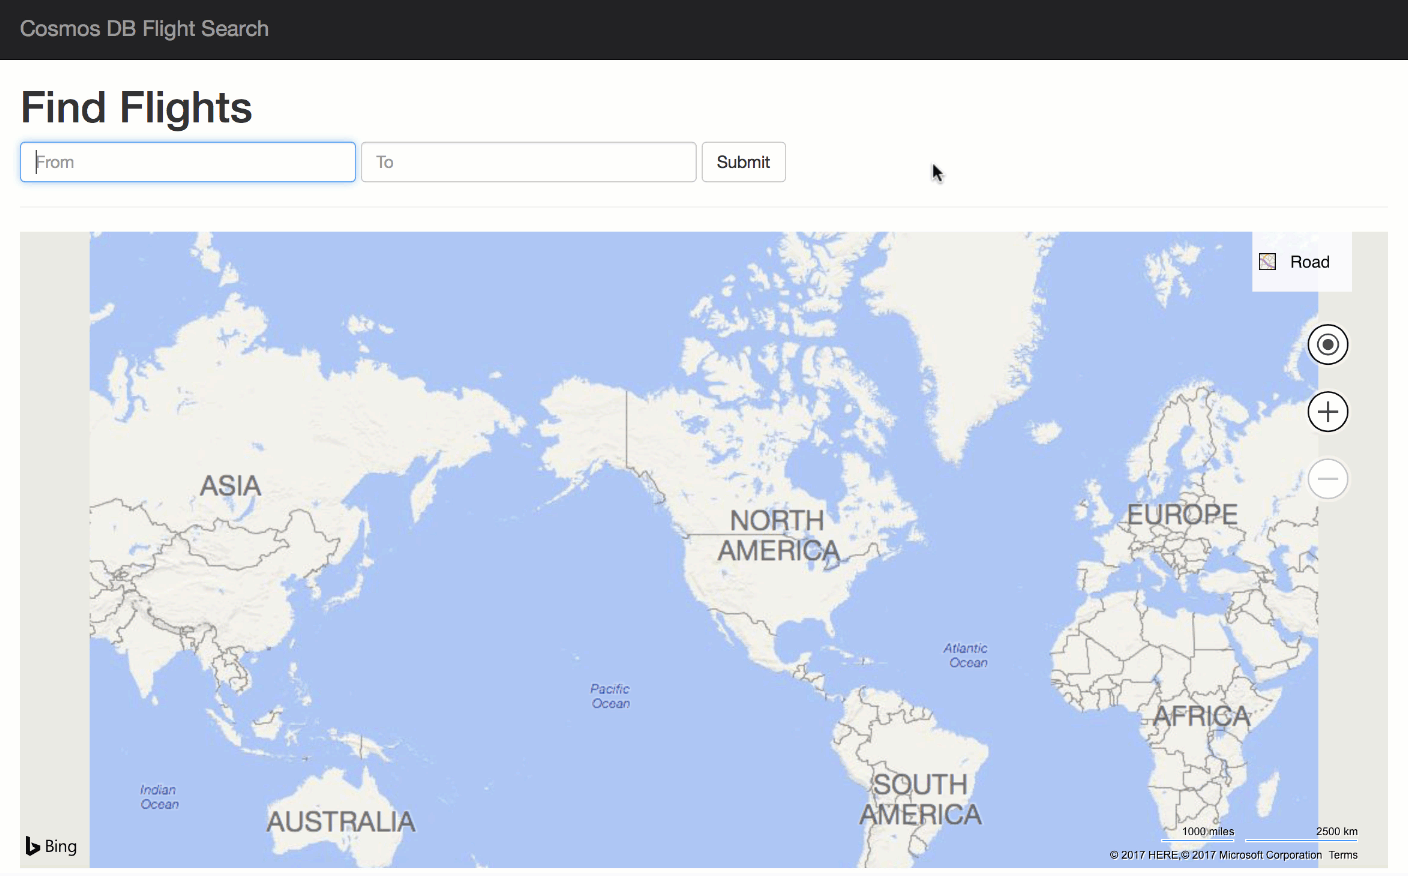 Cosmos DB Flight Search
Find Flights
From
To
Submit
Road
ASIA
NORTH
AMERICA
EUROPE
Atlantic
Ocean
Pacific
Ocean
AFRICA
SOUTH
AMERICA
Indian
Ocean
AUSTRALIA
1000 miles
2500 km
Bing
© 2017 HERE,© 2017 Microsoft Corporation Terms